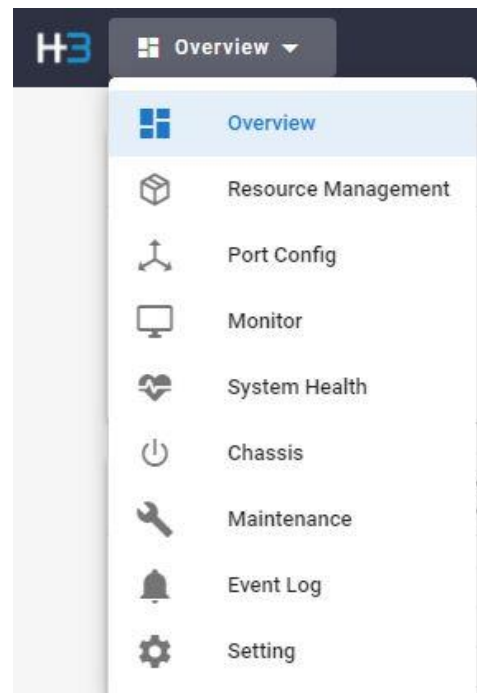 H3
Overview
Overview
Resource Management
Port Config
Monitor
System Health
Chassis
Maintenance
Event Log
Setting